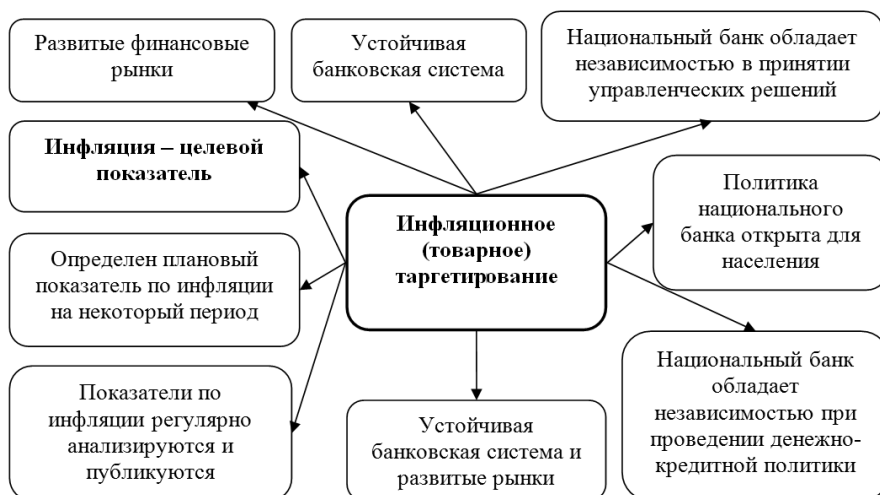 Развитые финансовые
рынки
Устойчивая
банковская система
Национальный банк обладает
независимостью в принятии
управленческих решений
Инфляция – целевой
показатель
Инфляционное
(товарное)
таргетирование
Политика
национального
банка открыта для
населения
Определен плановый
показатель по инфляции
на некоторый период
Показатели по
инфляции регулярно
анализируются и
публикуются
Устойчивая
банковская система и
развитые рынки
Национальный банк
обладает
независимостью при
проведении денежно-
кредитной политики